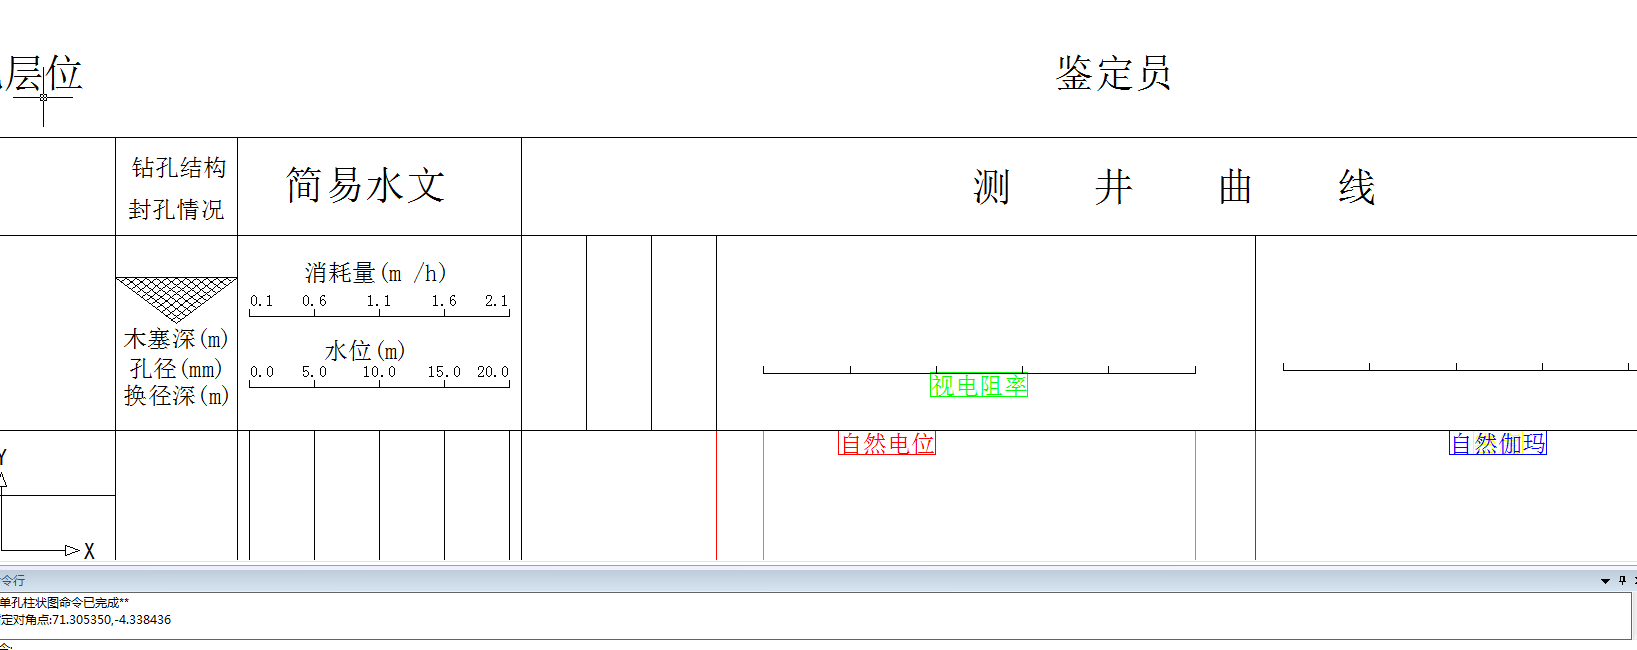 层位
鉴定员
钻孔结构
封孔情况
简易水文
测 井 曲 线
消耗量(m /h)
0.1 0.6 1.1 1.6 2.1
水位(m)
0.0 5.0 10.0 15.0 20.0
木塞深(m)
孔径(mm)
换径深(m)
视电阻率
自然电位
自然伽玛
Y
X
令行
单孔柱状图命令已完成**
定对角点:71.305350,-4.338436
令: